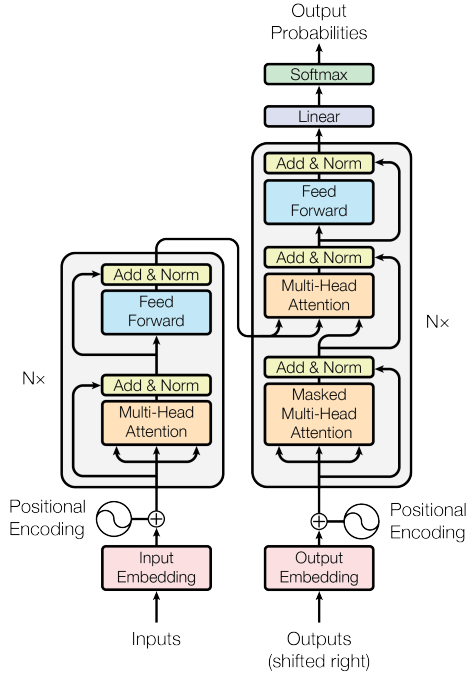 Output
Probabilities
Softmax
Linear
Add & Norm
Feed
Forward
Add & Norm
Multi-Head
Attention
Add & Norm
Masked
Multi-Head
Attention
N×
Positional
Encoding
Output
Embedding
Outputs
(shifted right)
Add & Norm
Feed
Forward
Add & Norm
Multi-Head
Attention
N×
Positional
Encoding
Input
Embedding
Inputs